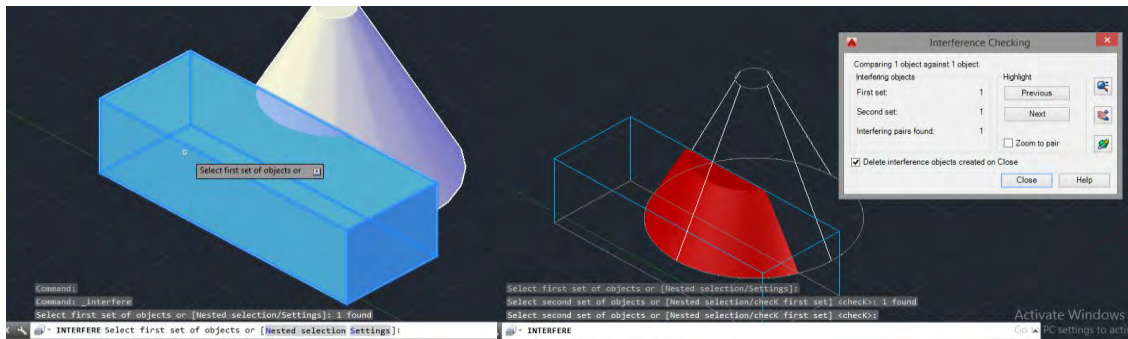 Select first set of objects or
Command:
Command: _interfere
Select first set of objects or [Nested selection/Settings]: 1 found
INTERFERE Select first set of objects or [Nested selection Settings]:
Interference Checking
Comparing 1 object against 1 object.
Interfering objects
First set: 1
Second set: 1
Interfering pairs found: 1
Highlight
Previous
Next
Zoom to pair
Delete interference objects created on Close
Close
Help
Select first set of objects or [Nested selection/Settings]:
Select second set of objects or [Nested selection/checK first set] <checK>: 1 found
Select second set of objects or [Nested selection/checK first set] <checK>:
INTERFERE
Activate Windows
Go to PC settings to acti